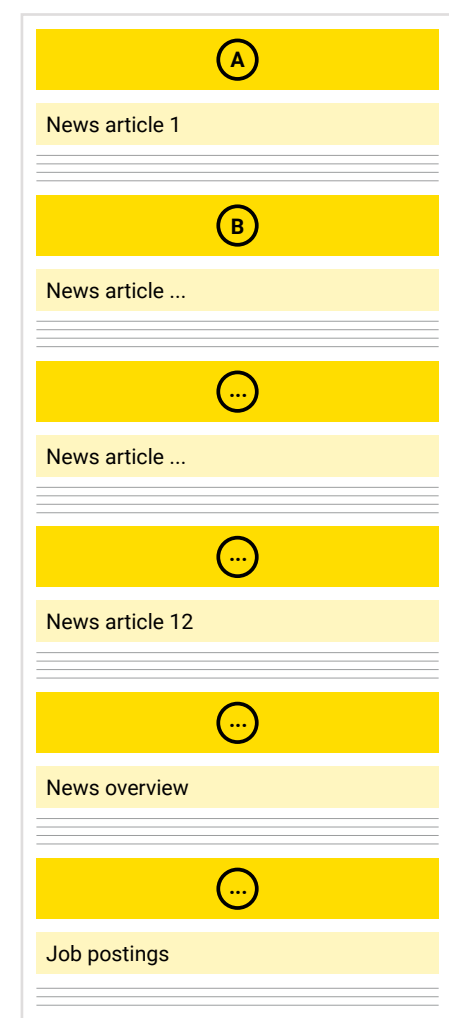 A
News article 1
B
News article ...
...
News article ...
...
News article 12
...
News overview
...
Job postings